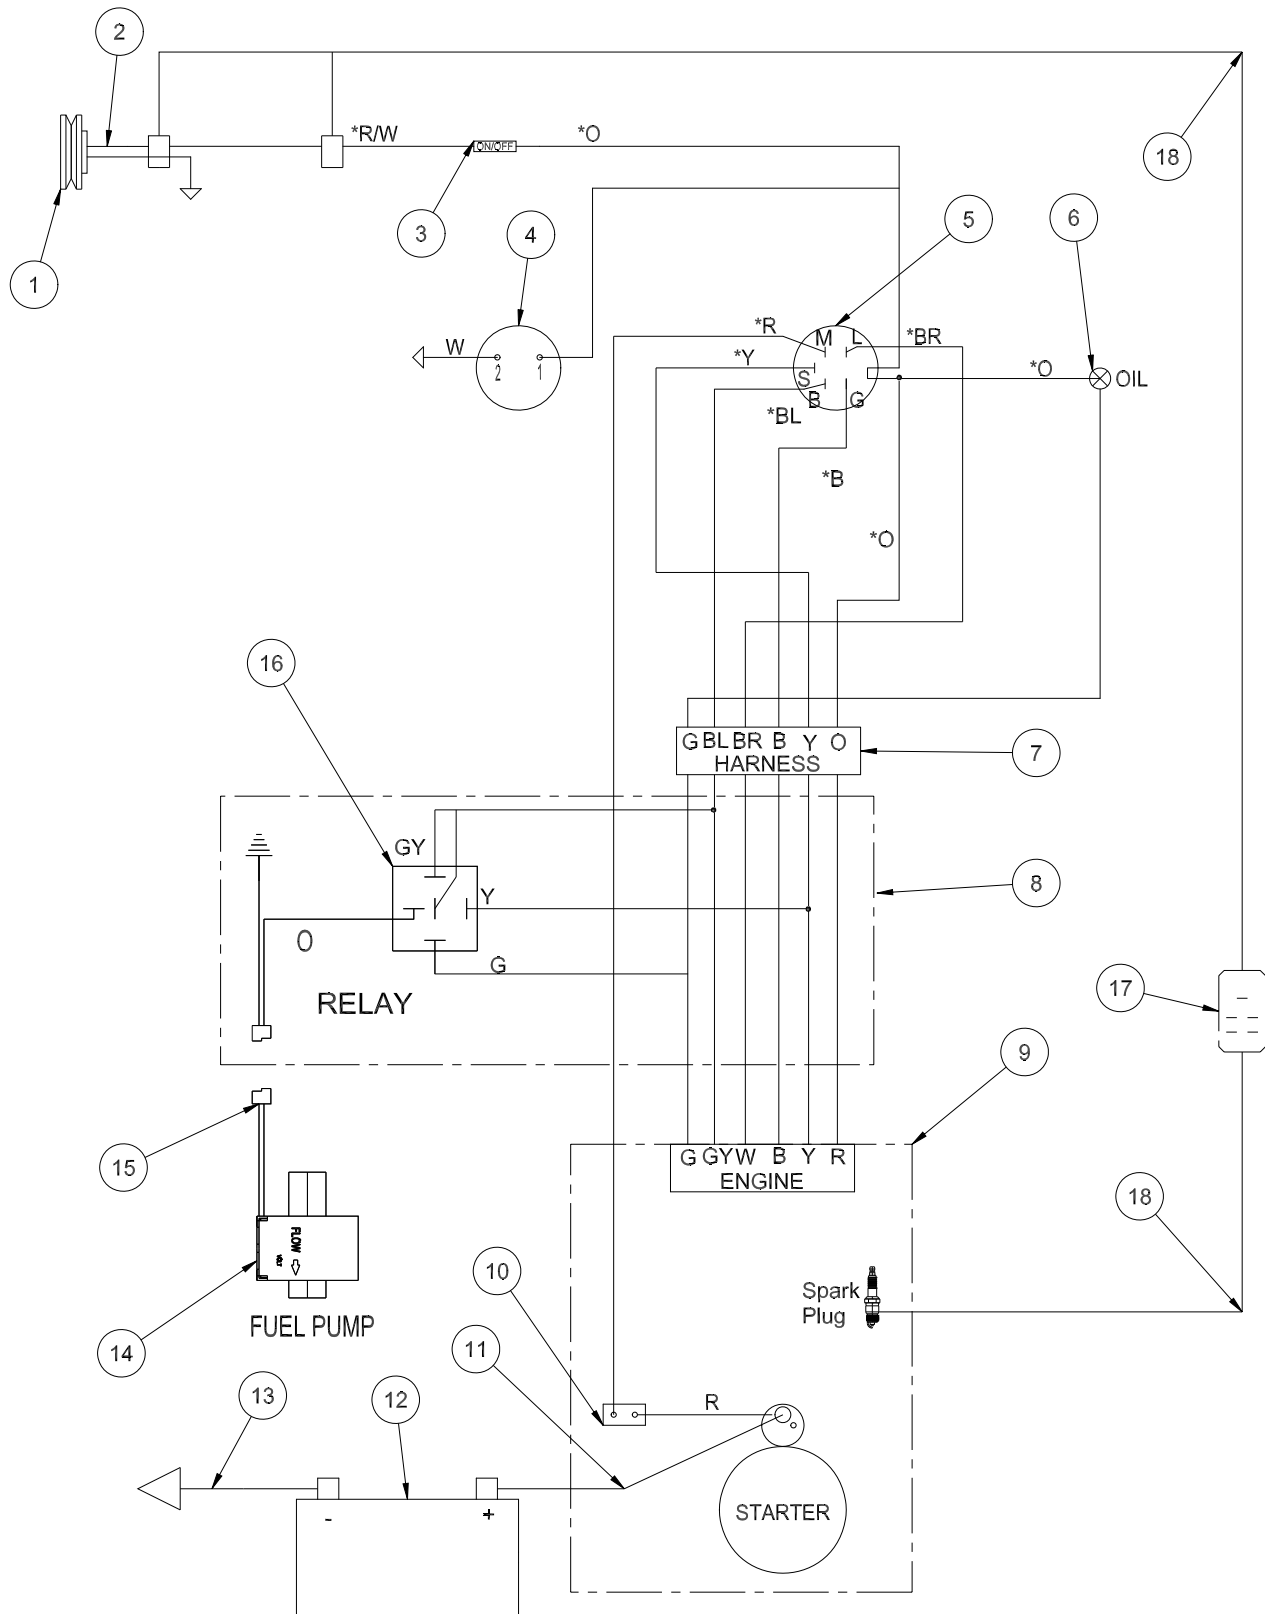 2
*R/W
ON/OFF
*O
18
1
3
4
5
6
*R
M L
*BR
W
*Y
2 1
S
B G
*O
OIL
*BL
*B
*O
16
G BL BR B Y O
HARNESS
7
GY
Y
8
O
G
RELAY
17
9
15
G GY W B Y R
ENGINE
18
FLOW
VOLT
10
Spark
Plug
14
FUEL PUMP
11
13
12
R
- +
STARTER